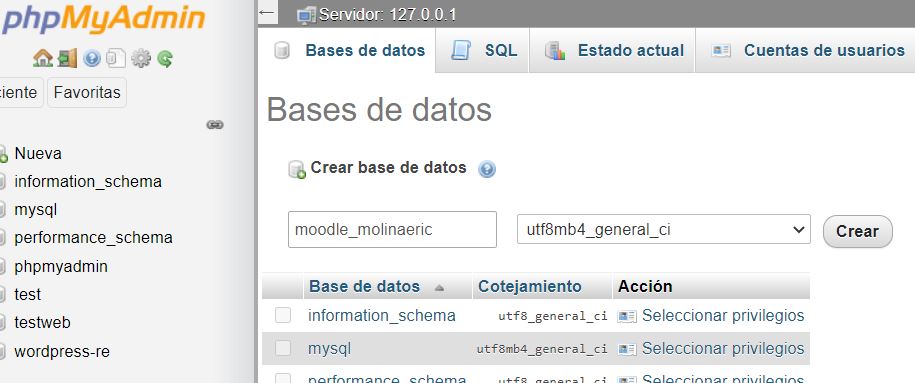 phpMyAdmin
ciente
Favoritas
Nueva
information_schema
mysql
performance_schema
phpmyadmin
test
testweb
wordpress-re
Servidor: 127.0.0.1
Bases de datos
SQL
Estado actual
Cuentas de usuarios
Bases de datos
Crear base de datos
moodle_molinaeric
utf8mb4_general_ci
Crear
Base de datos
Cotejamiento
Acción
information_schema
utf8_general_ci
Seleccionar privilegios
mysql
utf8mb4_general_ci
Seleccionar privilegios
performance_schema
utf8_general_ci
Seleccionar privilegios